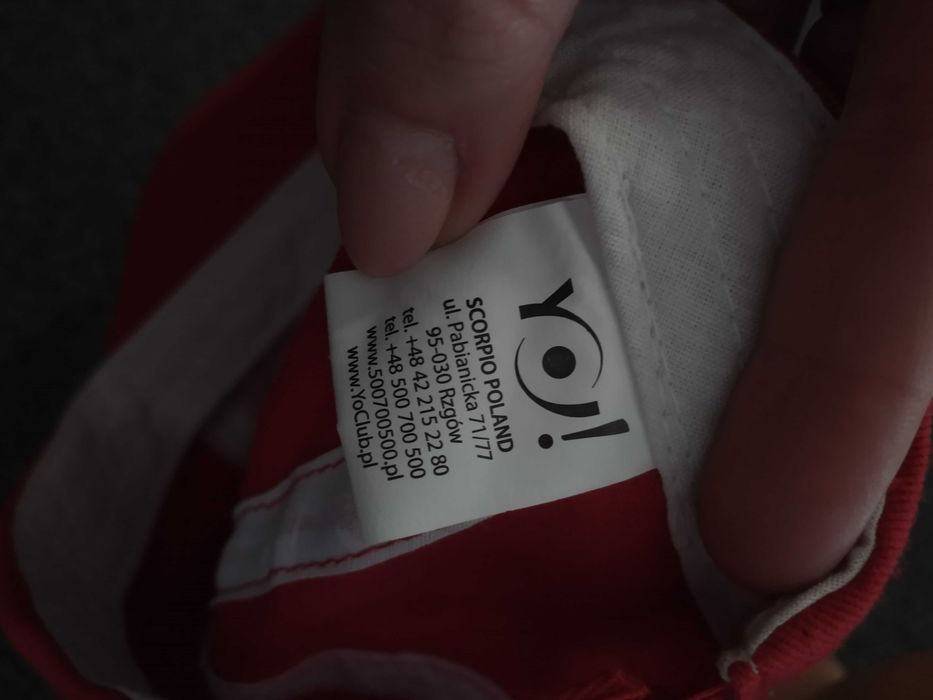 YO!
SCORPIO POLAND
ul. Pabianicka 71/77
95-030 Rzgów
tel. +48 42 215 22 80
tel. +48 500 700 500
www.500700500.pl
www.YoClub.pl